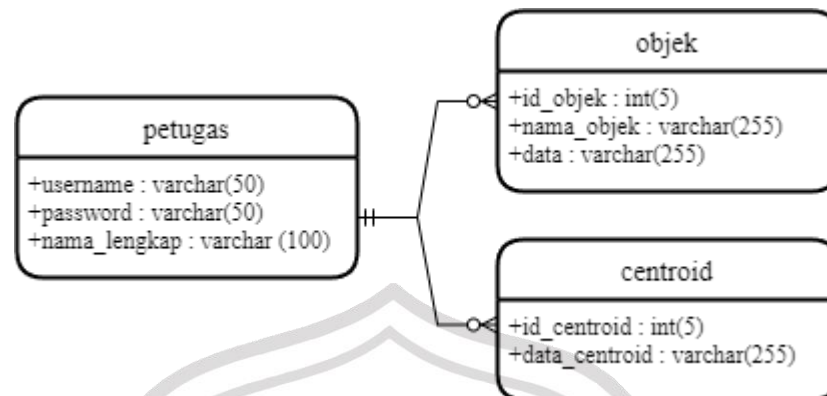 petugas
+username : varchar(50)
+password : varchar(50)
+nama_lengkap : varchar (100)
objek
+id_objek : int(5)
+nama_objek : varchar(255)
+data : varchar(255)
centroid
+id_centroid : int(5)
+data_centroid : varchar(255)